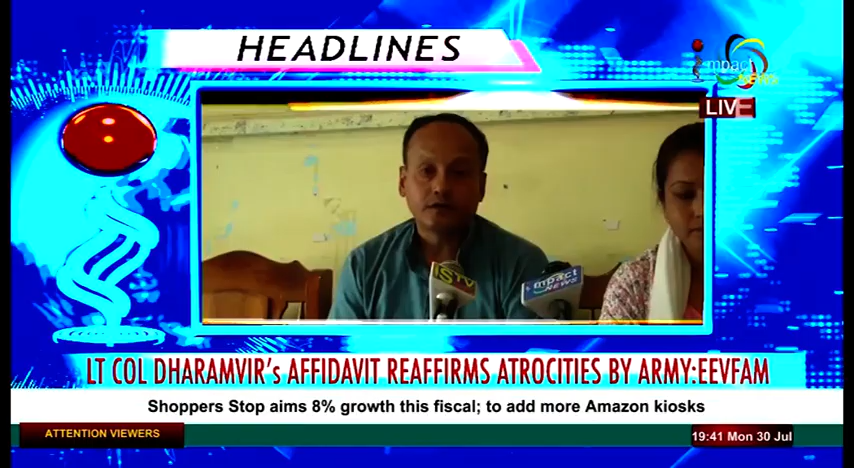 HEADLINES
impact
NEWS
LIVE
ISTV
impact
NEWS
LT COL DHARAMVIR's AFFIDAVIT REAFFIRMS ATROCITIES BY ARMY:EEVFAM
Shoppers Stop aims 8% growth this fiscal; to add more Amazon kiosks
ATTENTION VIEWERS
19:41 Mon 30 Jul